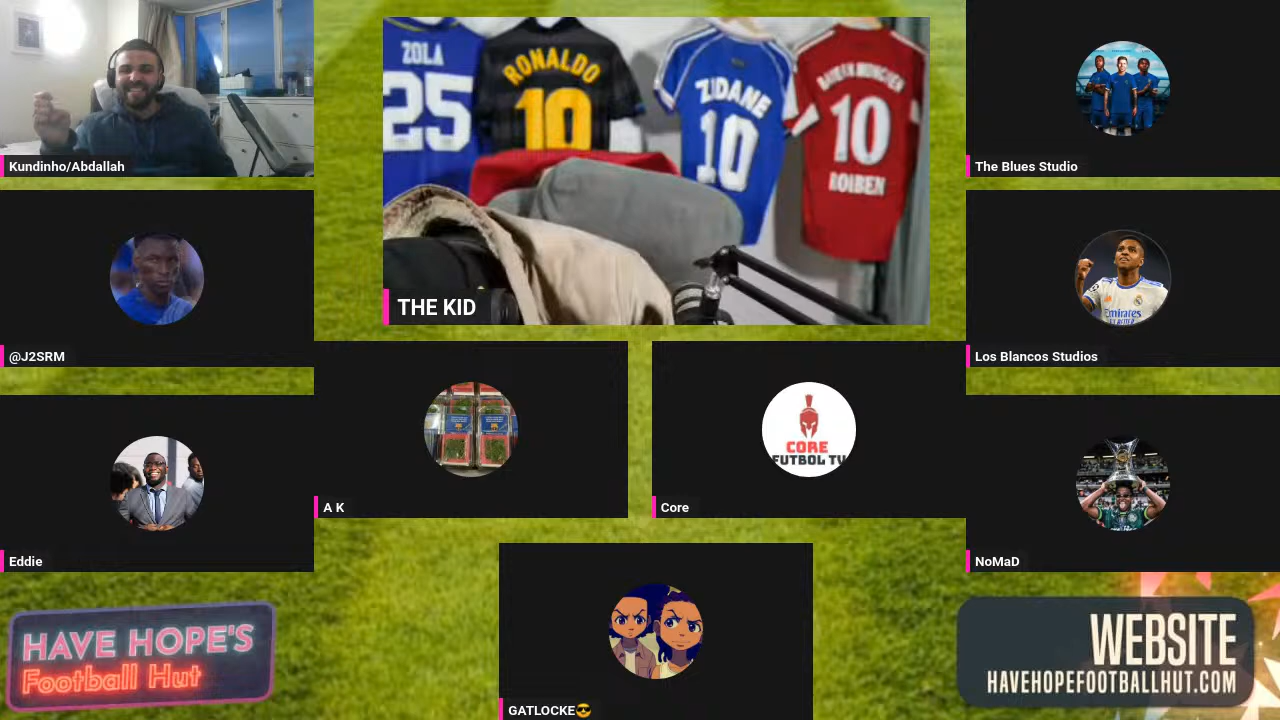 Kundinho/Abdallah
ZOLA
25
RONALDO
10
ZIDANE
10
BAYERN MÜNCHEN
10
ROBBEN
THE KID
The Blues Studio
@J2SRM
Emirates
Los Blancos Studios
A K
CORE
FUTBOL TV
Core
Eddie
NoMaD
GATLOCKE😎
HAVE HOPE'S
Football Hut
WEBSITE
HAVEHOPEFOOTBALLHUT.COM